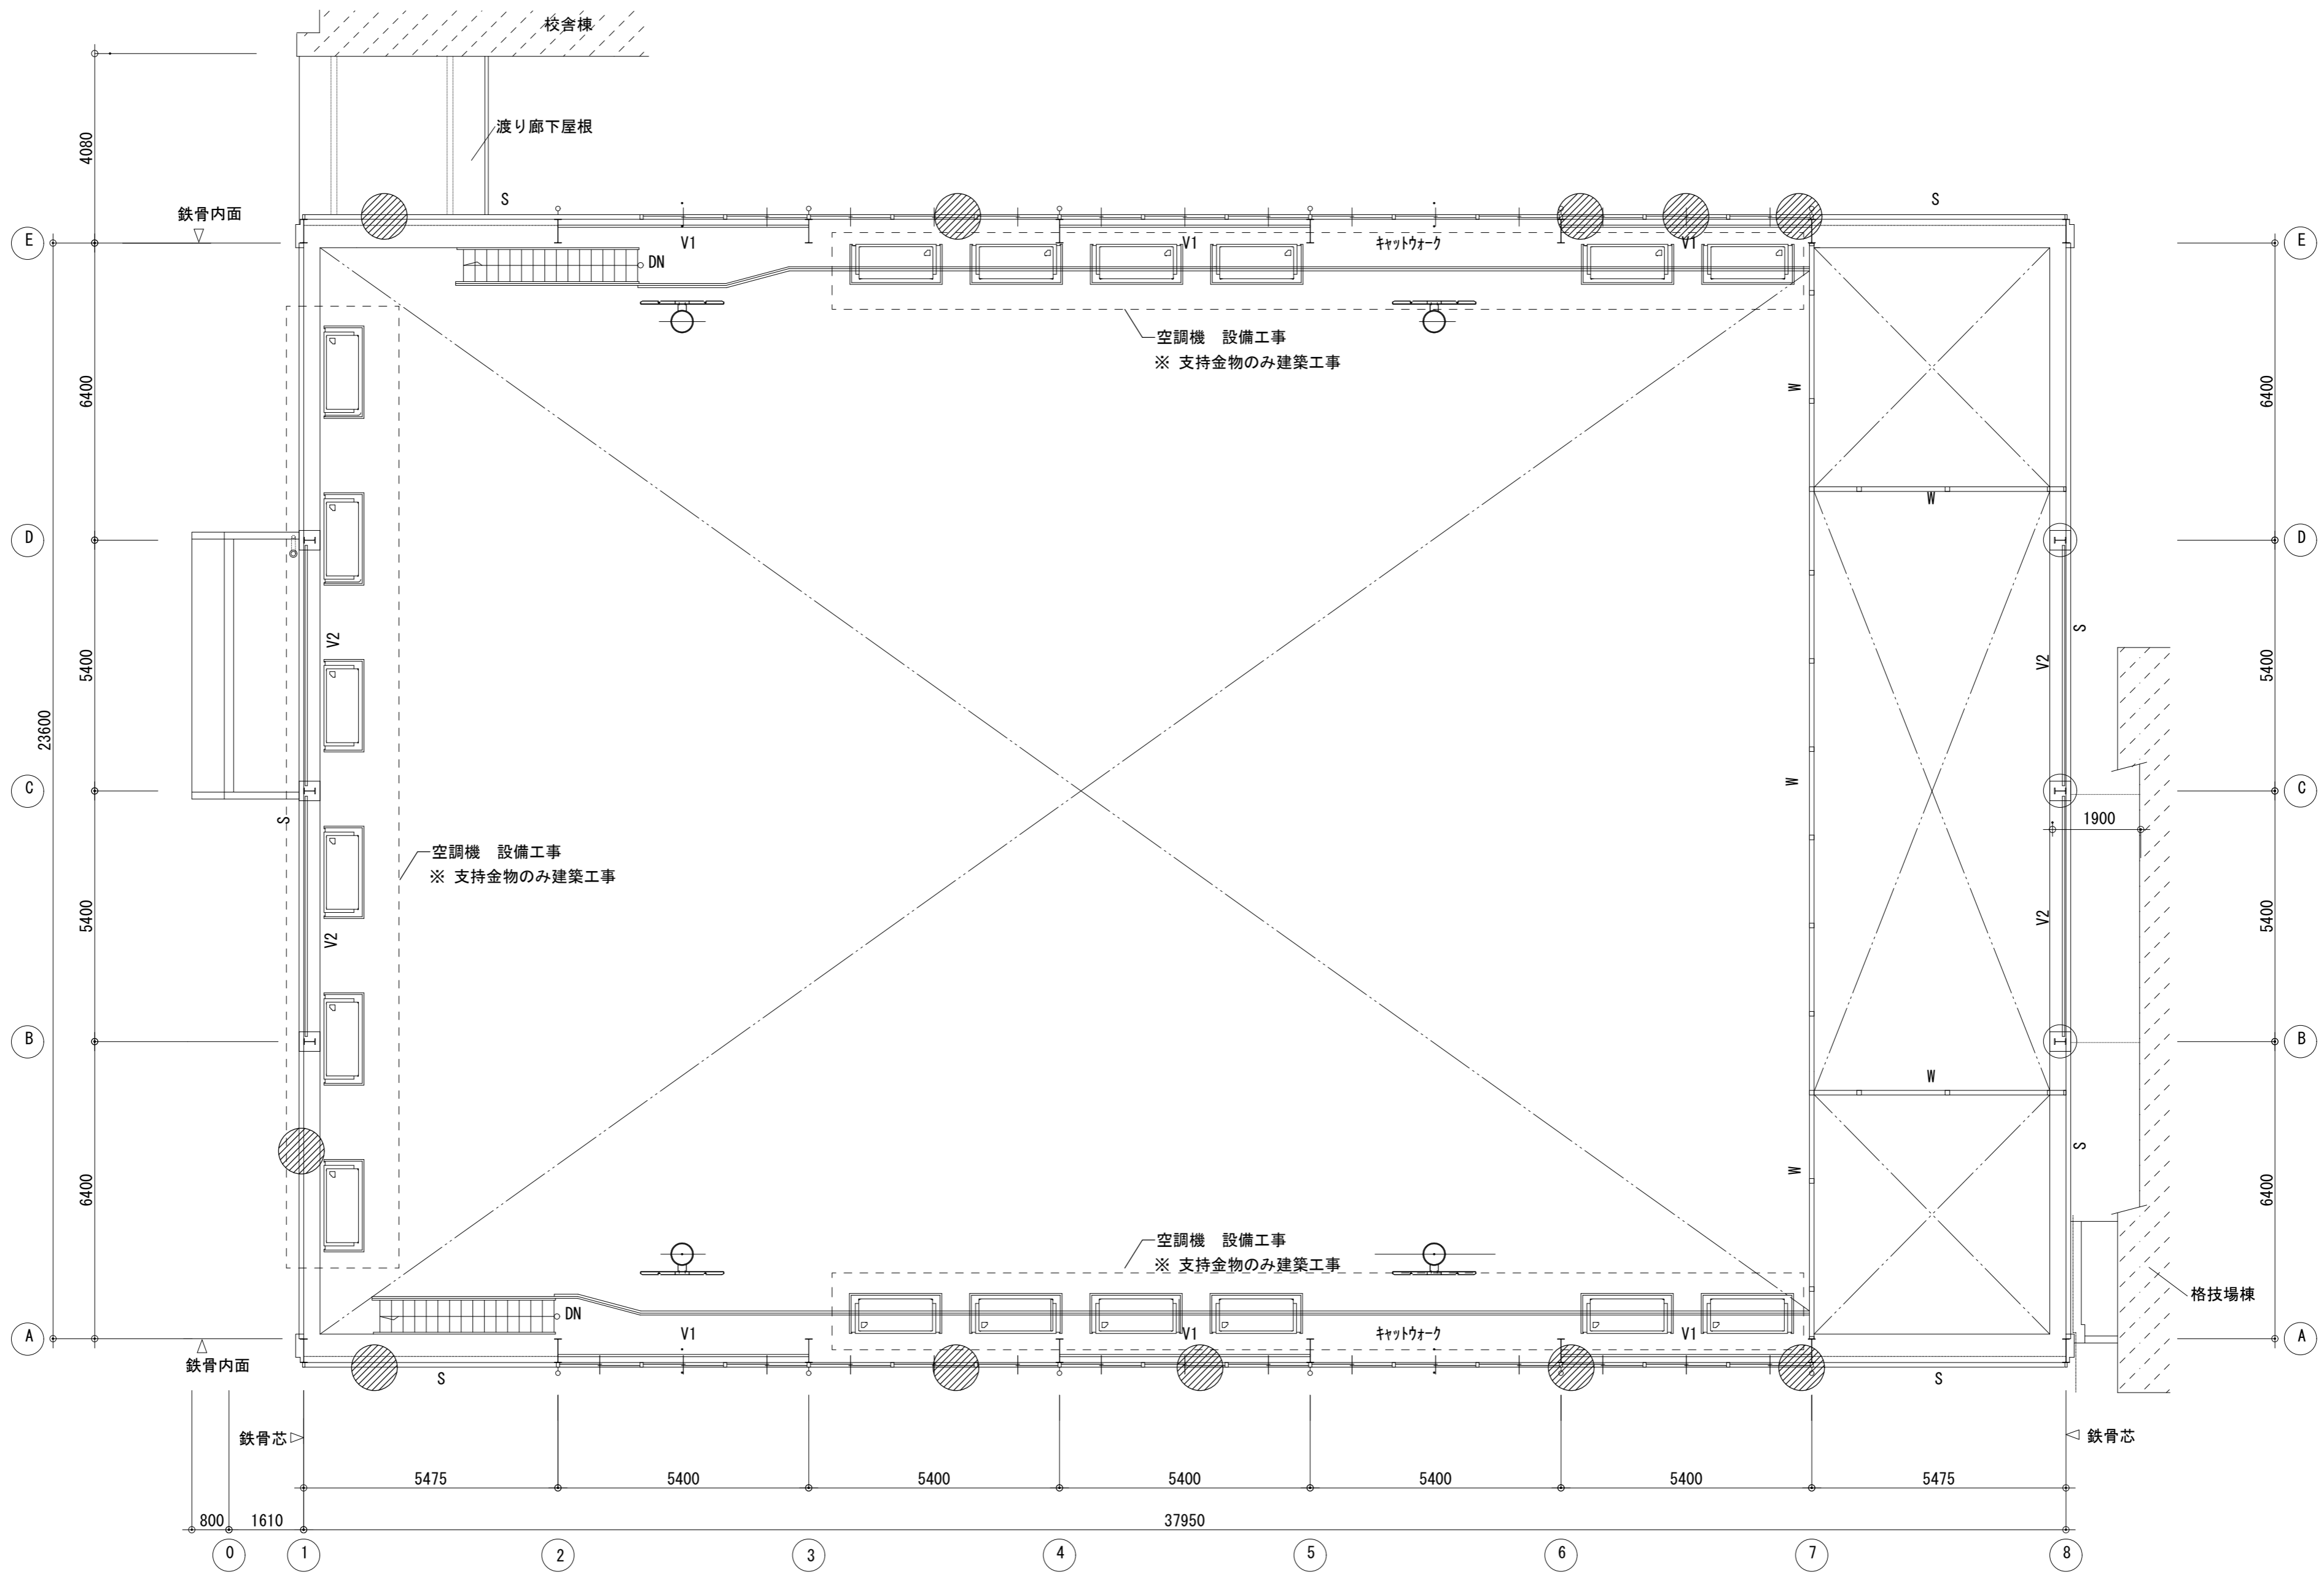 校舎棟
渡り廊下屋根
4080
鉄骨内面
S
S
E
E
V1
V1
キャットウォーク
V1
DN
空調機　設備工事
※ 支持金物のみ建築工事
6400
W
6400
W
D
D
V2
S
5400
V2
5400
23600
C
W
C
S
1900
空調機　設備工事
※ 支持金物のみ建築工事
5400
V2
V2
5400
B
B
W
S
6400
W
6400
空調機　設備工事
※ 支持金物のみ建築工事
格技場棟
DN
A
V1
V1
キャットウォーク
V1
A
鉄骨内面
S
S
鉄骨芯
鉄骨芯
5475
5400
5400
5400
5400
5400
5475
800
1610
37950
0
1
2
3
4
5
6
7
8